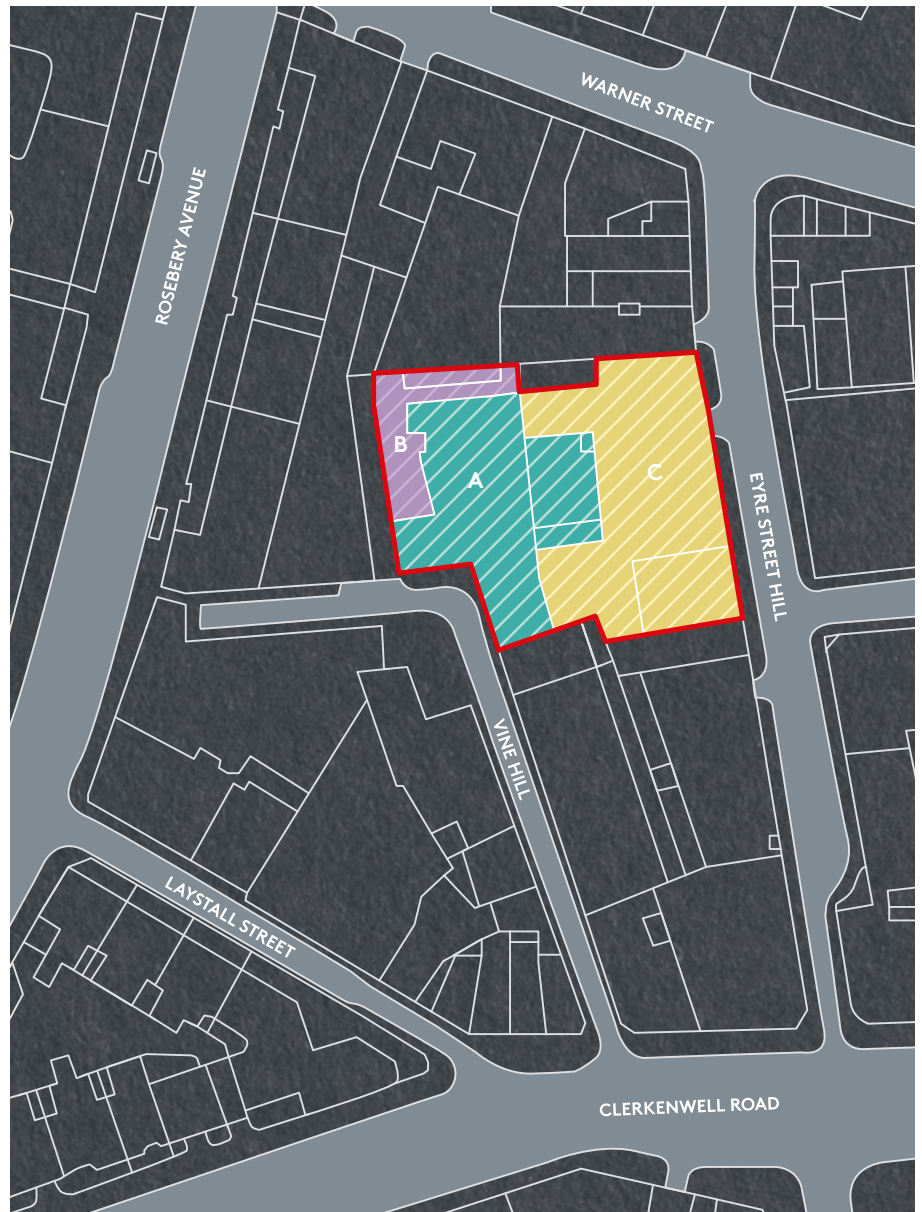 WARNER STREET
ROSEBERY AVENUE
B
A
C
EYRE STREET HILL
VINE HILL
LAYSTALL STREET
CLERKENWELL ROAD